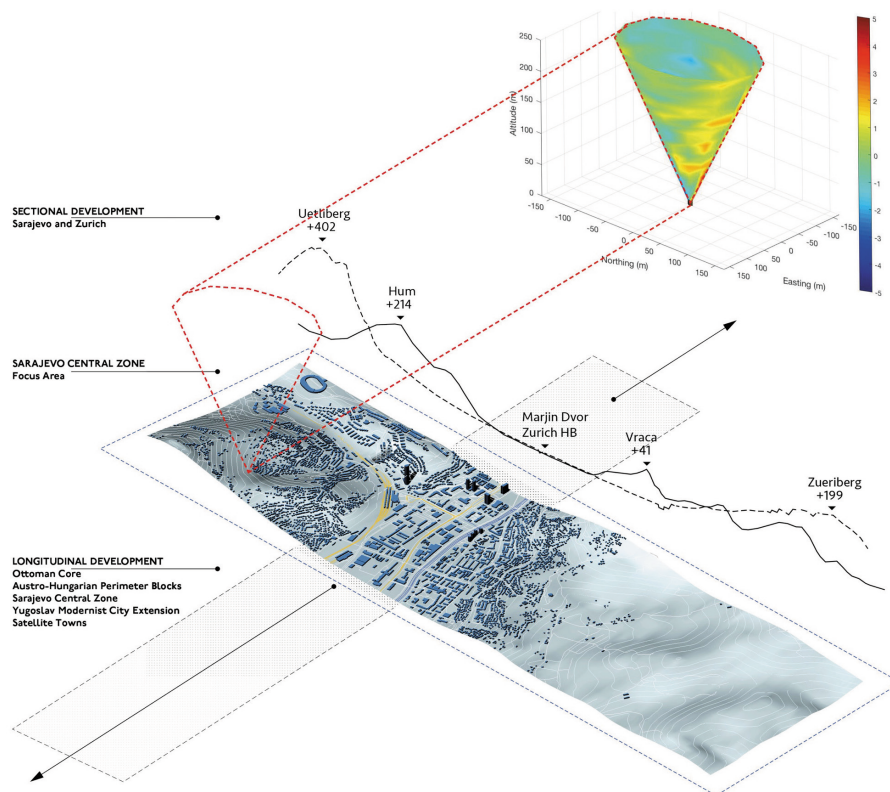 250
200
150
100
50
0
Altitude (m)
-150
-100
-50
0
50
100
150
Northing (m)
150
100
50
0
-50
-100
-150
Easting (m)
5
4
3
2
1
0
-1
-2
-3
-4
-5
SECTIONAL DEVELOPMENT
Sarajevo and Zurich
Uetliberg
+402
Hum
+214
SARAJEVO CENTRAL ZONE
Focus Area
Marjin Dvor
Zurich HB
Vraca
+41
Zueriberg
+199
LONGITUDINAL DEVELOPMENT
Ottoman Core
Austro-Hungarian Perimeter Blocks
Sarajevo Central Zone
Yugoslav Modernist City Extension
Satellite Towns